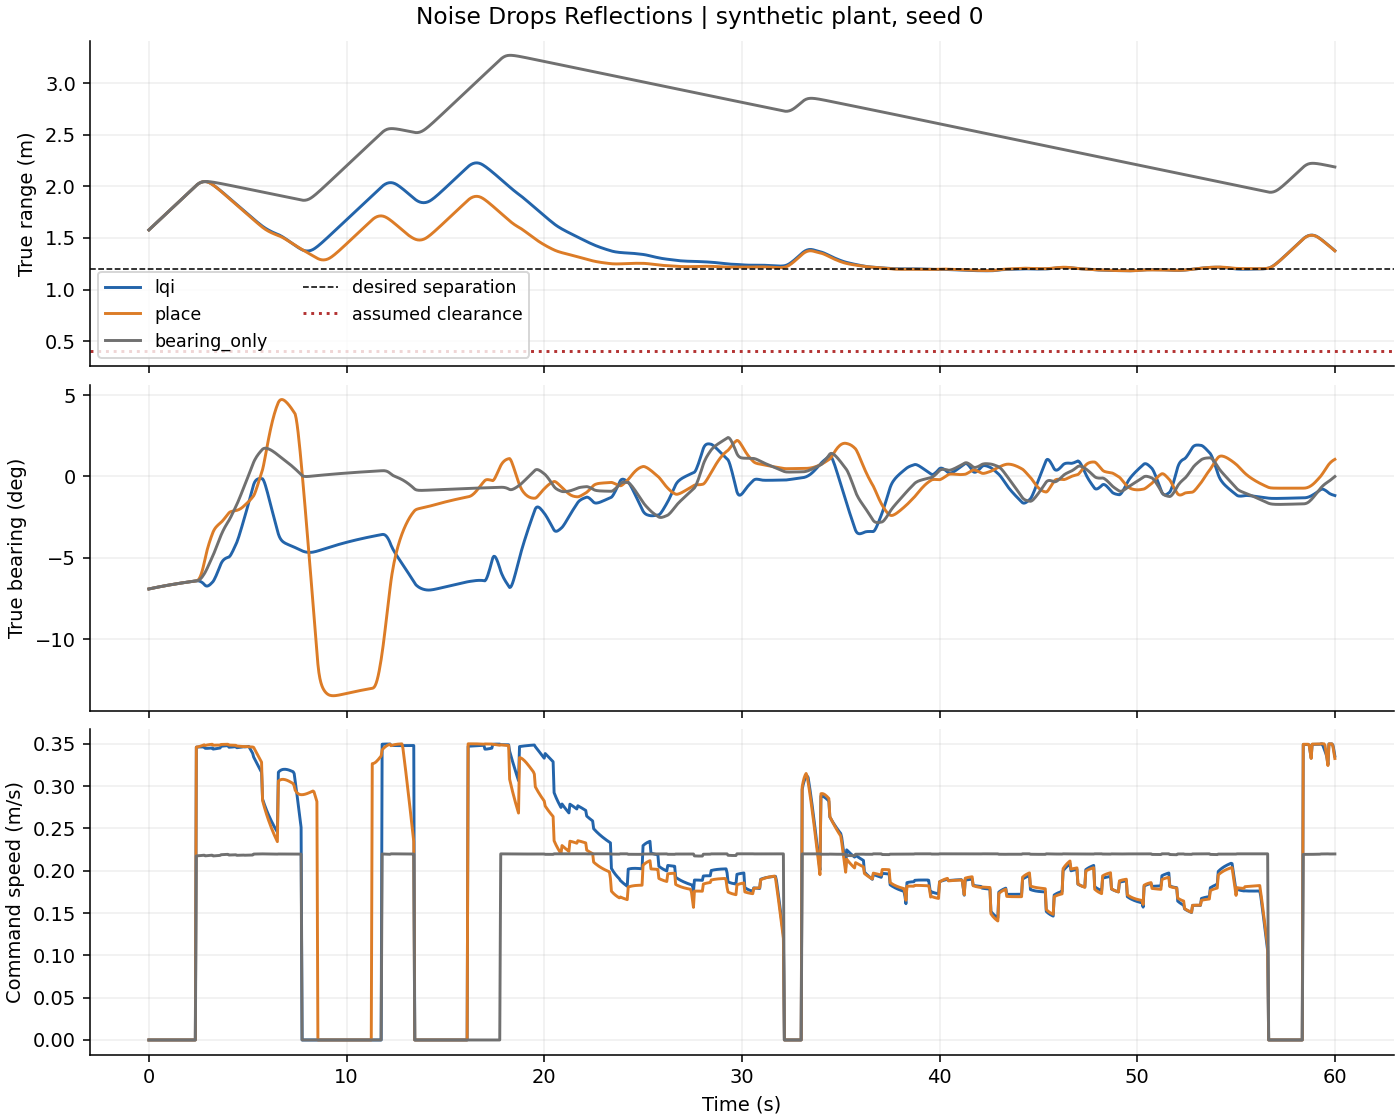 Noise Drops Reflections | synthetic plant, seed 0
True range (m)
3.0
2.5
2.0
1.5
1.0
0.5
lqi
place
bearing_only
desired separation
assumed clearance
True bearing (deg)
5
0
−5
−10
Command speed (m/s)
0.35
0.30
0.25
0.20
0.15
0.10
0.05
0.00
0 10 20 30 40 50 60
Time (s)